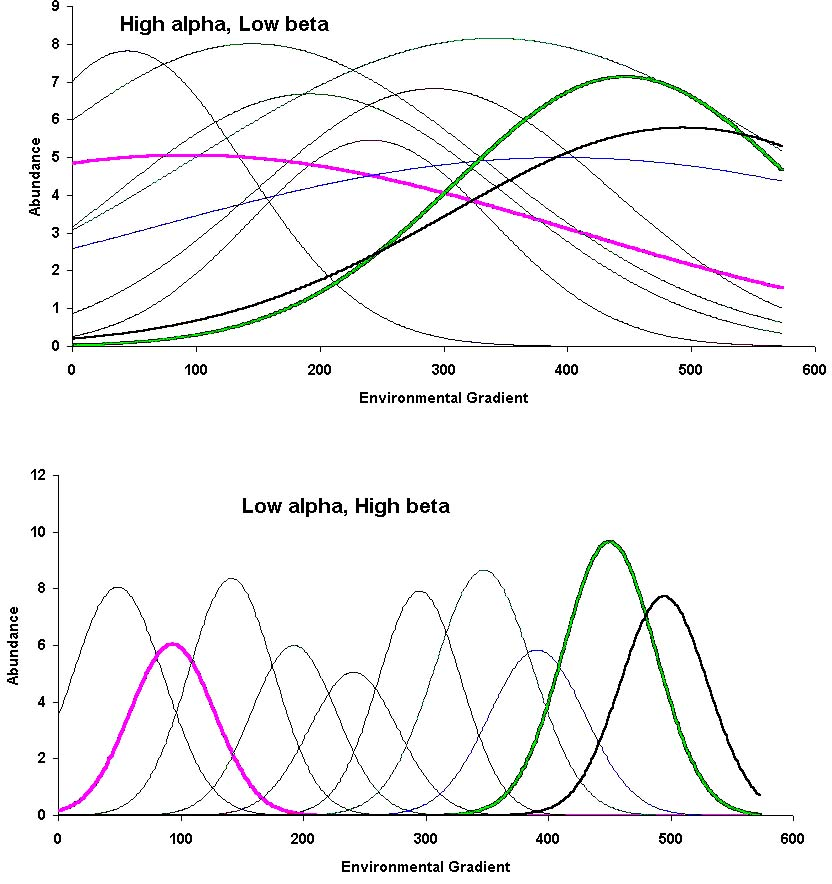 High alpha, Low beta
9
8
7
6
5
4
3
2
1
0
Abundance
0 100 200 300 400 500 600
Environmental Gradient
Low alpha, High beta
12
10
8
6
4
2
0
Abundance
0 100 200 300 400 500 600
Environmental Gradient